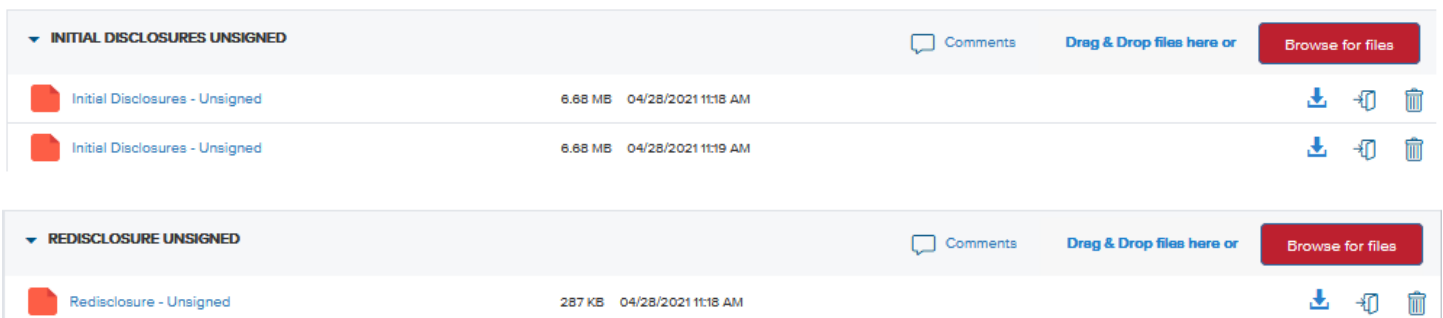 INITIAL DISCLOSURES UNSIGNED Comments Drag & Drop files here or Browse for files
Initial Disclosures - Unsigned 6.68 MB 04/28/2021 11:18 AM
Initial Disclosures - Unsigned 6.68 MB 04/28/2021 11:19 AM
REDISCLOSURE UNSIGNED Comments Drag & Drop files here or Browse for files
Redisclosure - Unsigned 287 KB 04/28/2021 11:18 AM